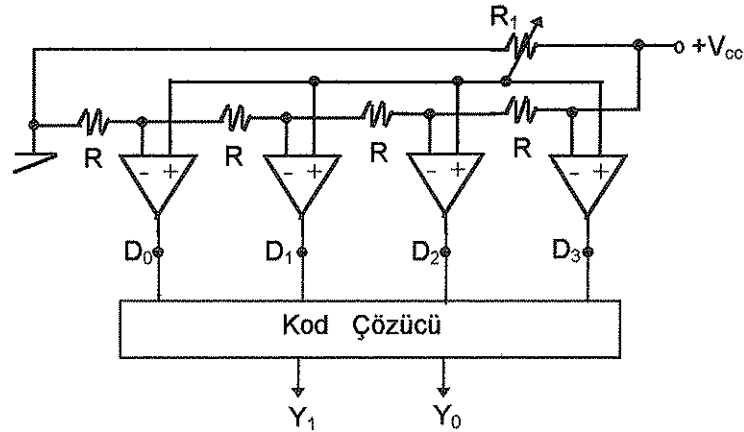 R₁
+Vcc
R R R R
- + - + - + - +
D₀ D₁ D₂ D₃
Kod Çözücü
Y₁ Y₀